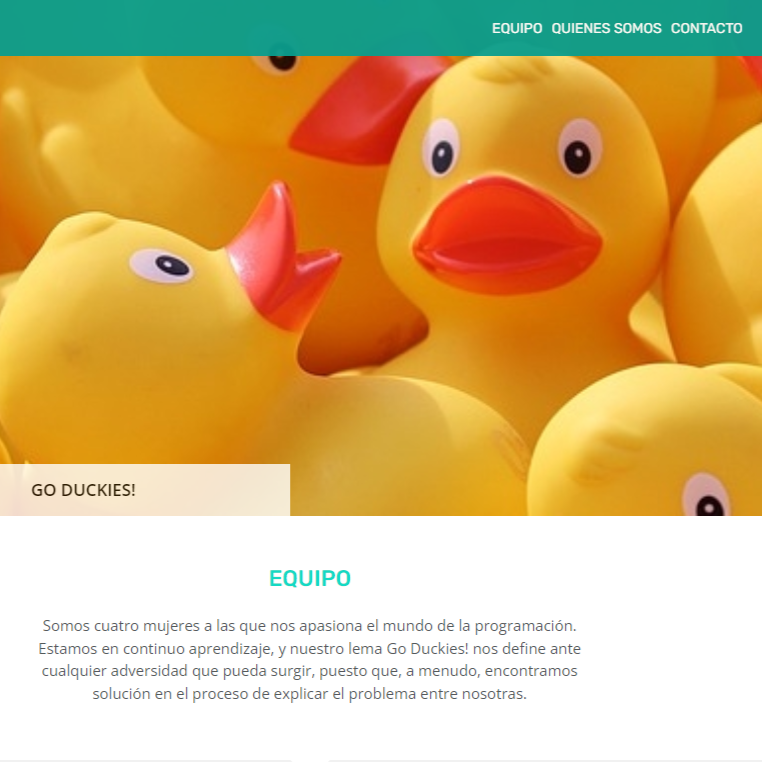 EQUIPO QUIENES SOMOS CONTACTO
GO DUCKIES!
EQUIPO
Somos cuatro mujeres a las que nos apasiona el mundo de la programación.
Estamos en continuo aprendizaje, y nuestro lema Go Duckies! nos define ante
cualquier adversidad que pueda surgir, puesto que, a menudo, encontramos
solución en el proceso de explicar el problema entre nosotras.